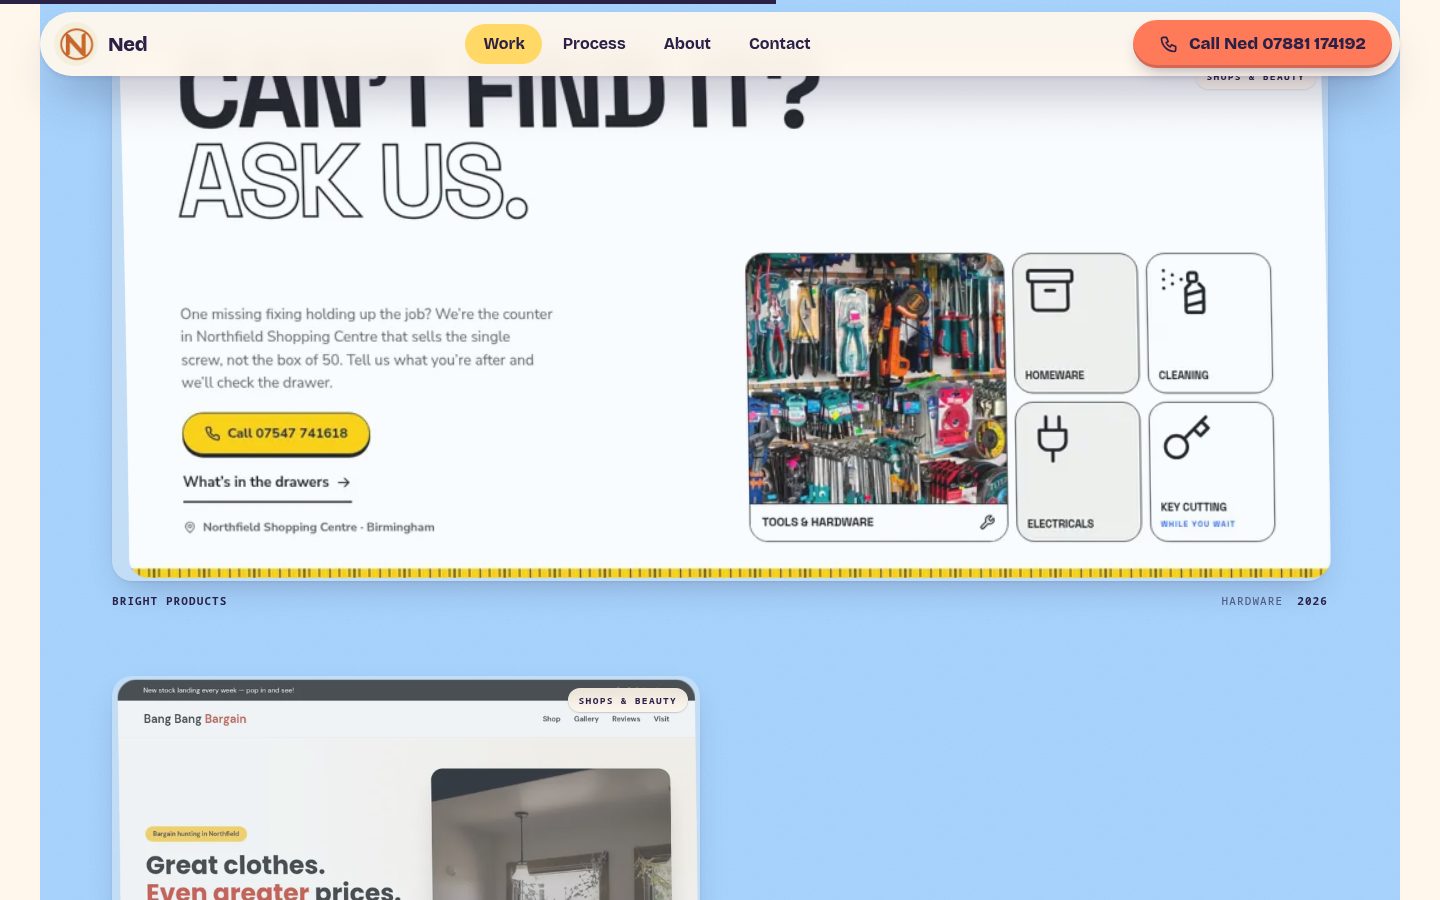 Ned
Work
Process
About
Contact
Call Ned 07881 174192
SHOPS & BEAUTY
CAN'T FIND IT?
ASK US.
One missing fixing holding up the job? We're the counter
in Northfield Shopping Centre that sells the single
screw, not the box of 50. Tell us what you're after and
we'll check the drawer.
Call 07547 741618
What's in the drawers
Northfield Shopping Centre · Birmingham
TOOLS & HARDWARE
HOMEWARE
CLEANING
ELECTRICALS
KEY CUTTING
WHILE YOU WAIT
BRIGHT PRODUCTS
HARDWARE 2026
New stock landing every week — pop in and see!
SHOPS & BEAUTY
Bang Bang Bargain
Shop
Gallery
Reviews
Visit
Bargain hunting in Northfield
Great clothes.
Even greater prices.